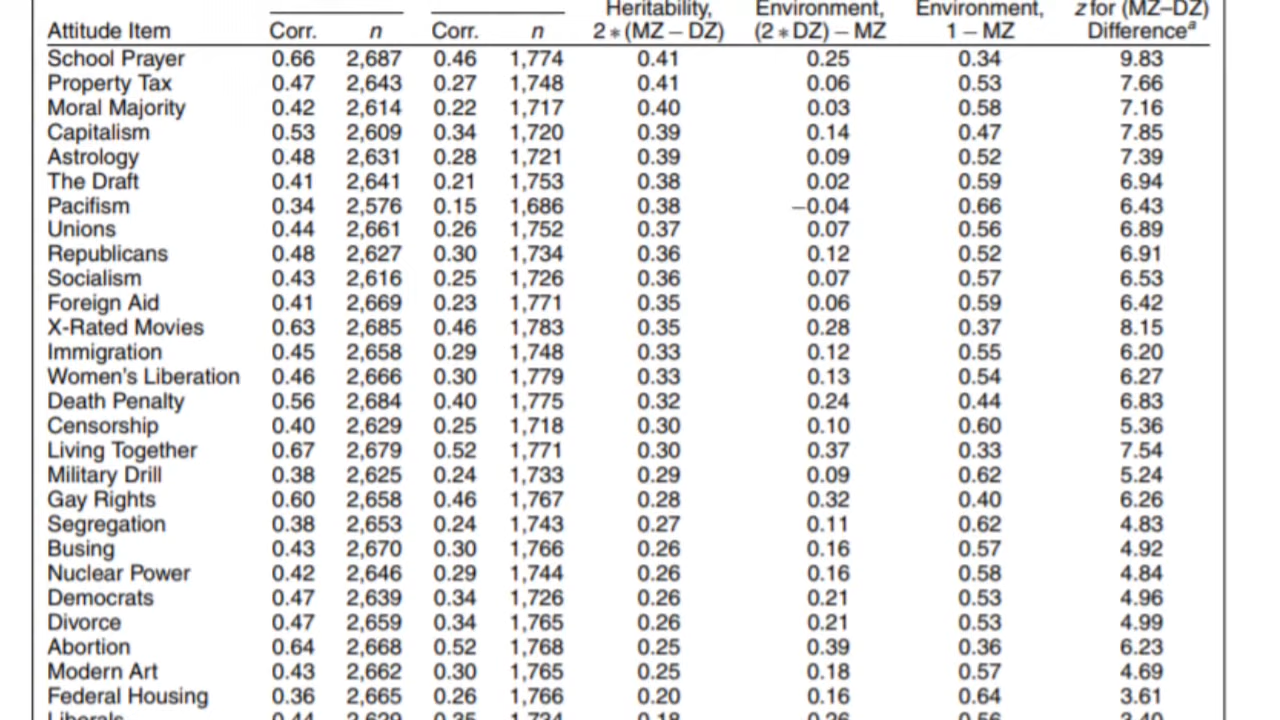 Heritability, Environment, Environment, z for (MZ–DZ)
Attitude Item Corr. n Corr. n 2 * (MZ – DZ) (2 * DZ) – MZ 1 – MZ Difference^a
School Prayer 0.66 2,687 0.46 1,774 0.41 0.25 0.34 9.83
Property Tax 0.47 2,643 0.27 1,748 0.41 0.06 0.53 7.66
Moral Majority 0.42 2,614 0.22 1,717 0.40 0.03 0.58 7.16
Capitalism 0.53 2,609 0.34 1,720 0.39 0.14 0.47 7.85
Astrology 0.48 2,631 0.28 1,721 0.39 0.09 0.52 7.39
The Draft 0.41 2,641 0.21 1,753 0.38 0.02 0.59 6.94
Pacifism 0.34 2,576 0.15 1,686 0.38 –0.04 0.66 6.43
Unions 0.44 2,661 0.26 1,752 0.37 0.07 0.56 6.89
Republicans 0.48 2,627 0.30 1,734 0.36 0.12 0.52 6.91
Socialism 0.43 2,616 0.25 1,726 0.36 0.07 0.57 6.53
Foreign Aid 0.41 2,669 0.23 1,771 0.35 0.06 0.59 6.42
X-Rated Movies 0.63 2,685 0.46 1,783 0.35 0.28 0.37 8.15
Immigration 0.45 2,658 0.29 1,748 0.33 0.12 0.55 6.20
Women's Liberation 0.46 2,666 0.30 1,779 0.33 0.13 0.54 6.27
Death Penalty 0.56 2,684 0.40 1,775 0.32 0.24 0.44 6.83
Censorship 0.40 2,629 0.25 1,718 0.30 0.10 0.60 5.36
Living Together 0.67 2,679 0.52 1,771 0.30 0.37 0.33 7.54
Military Drill 0.38 2,625 0.24 1,733 0.29 0.09 0.62 5.24
Gay Rights 0.60 2,658 0.46 1,767 0.28 0.32 0.40 6.26
Segregation 0.38 2,653 0.24 1,743 0.27 0.11 0.62 4.83
Busing 0.43 2,670 0.30 1,766 0.26 0.16 0.57 4.92
Nuclear Power 0.42 2,646 0.29 1,744 0.26 0.16 0.58 4.84
Democrats 0.47 2,639 0.34 1,726 0.26 0.21 0.53 4.96
Divorce 0.47 2,659 0.34 1,765 0.26 0.21 0.53 4.99
Abortion 0.64 2,668 0.52 1,768 0.25 0.39 0.36 6.23
Modern Art 0.43 2,662 0.30 1,765 0.25 0.18 0.57 4.69
Federal Housing 0.36 2,665 0.26 1,766 0.20 0.16 0.64 3.61
Liberals 0.44 2,629 0.35 1,734 0.18 0.26 0.56 3.40